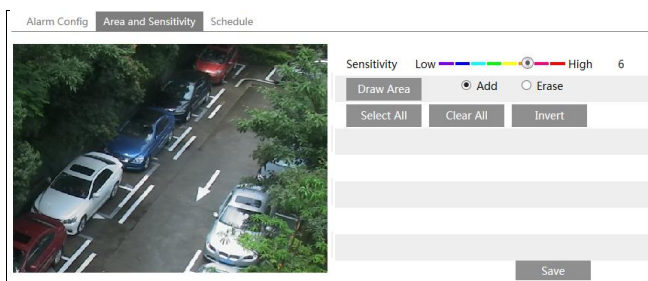 Alarm Config Area and Sensitivity Schedule
Sensitivity Low High 6
Draw Area Add Erase
Select All Clear All Invert
Save